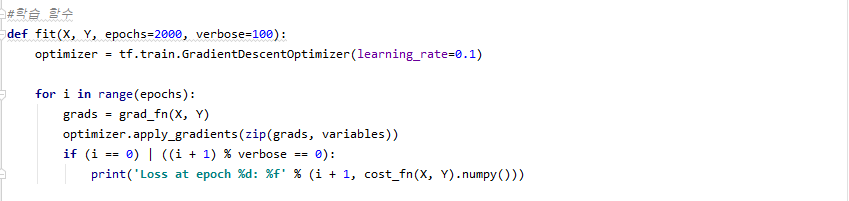 #학습 함수
def fit(X, Y, epochs=2000, verbose=100):
optimizer = tf.train.GradientDescentOptimizer(learning_rate=0.1)
for i in range(epochs):
grads = grad_fn(X, Y)
optimizer.apply_gradients(zip(grads, variables))
if (i == 0) | ((i + 1) % verbose == 0):
print('Loss at epoch %d: %f' % (i + 1, cost_fn(X, Y).numpy()))